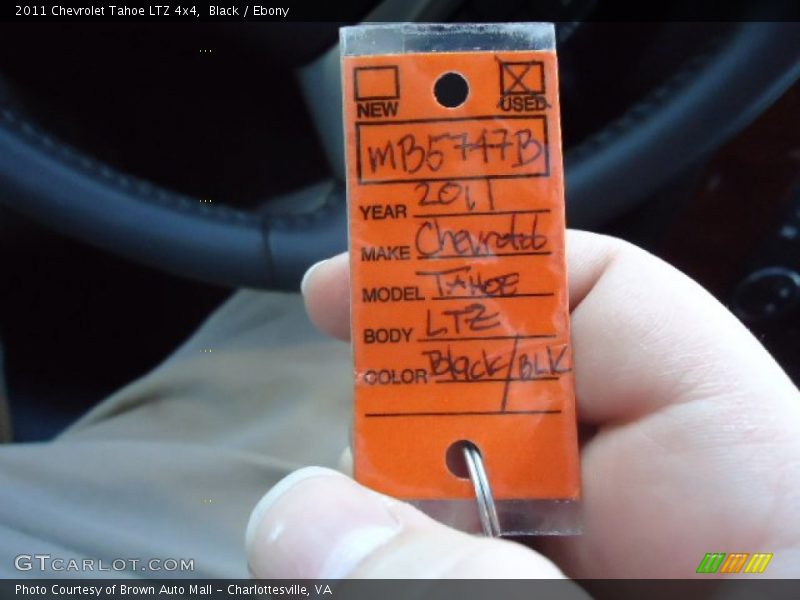 2011 Chevrolet Tahoe LTZ 4x4, Black / Ebony
NEW USED
MB5747B
YEAR 2011
MAKE Chevrolet
MODEL TAHOE
BODY LTZ
COLOR Black/BLK
GTCARLOT.COM
Photo Courtesy of Brown Auto Mall - Charlottesville, VA